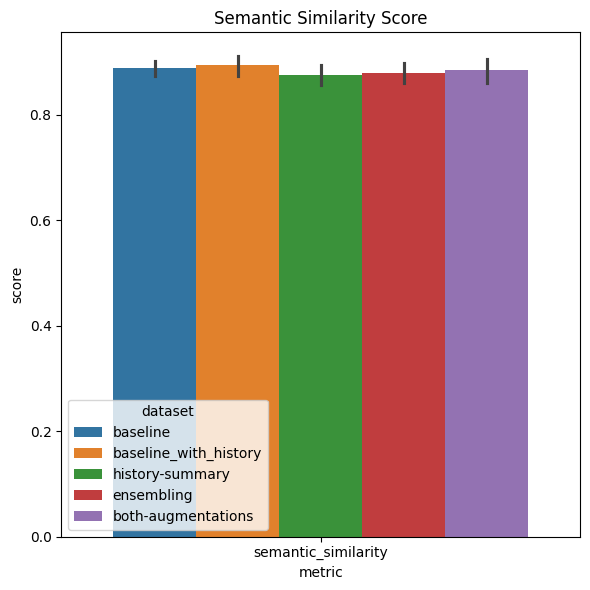 Semantic Similarity Score
score
0.8
0.6
0.4
0.2
0.0
dataset
baseline
baseline_with_history
history-summary
ensembling
both-augmentations
semantic_similarity
metric